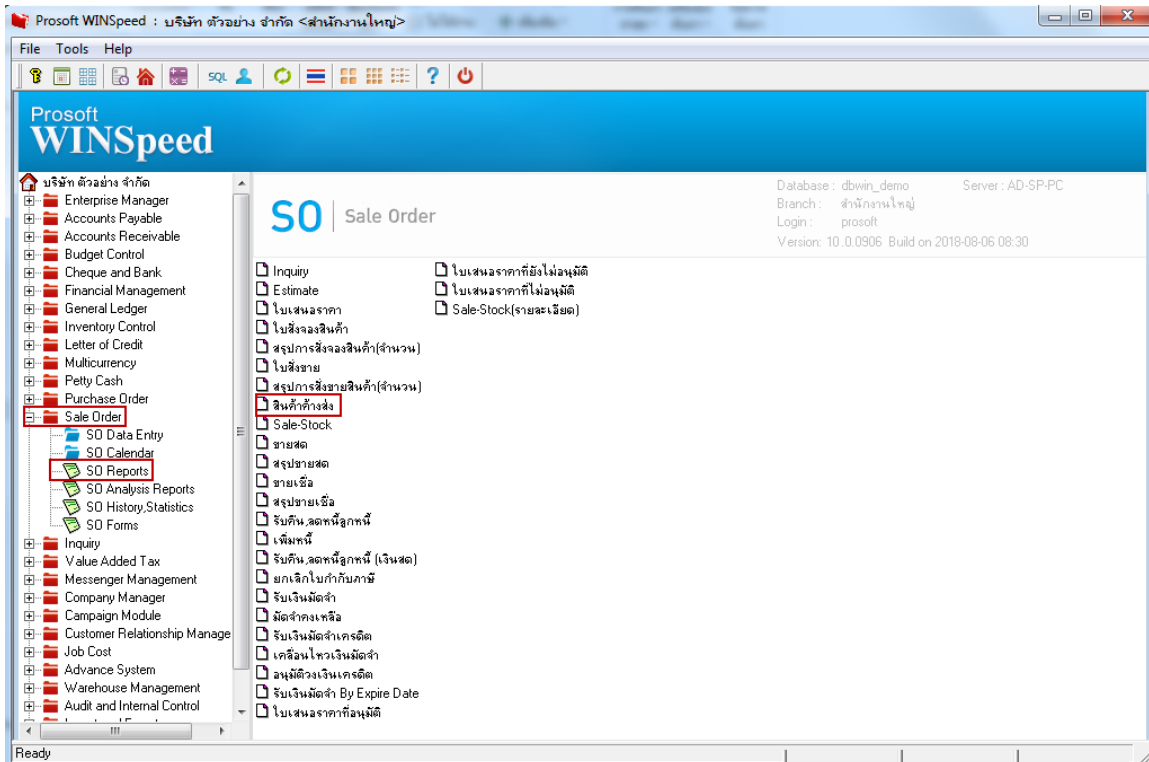 Prosoft WINSpeed : บริษัท ตัวอย่าง จำกัด <สำนักงานใหญ่>
File Tools Help
SQL
Prosoft
WINSpeed
บริษัท ตัวอย่าง จำกัด
Enterprise Manager
Accounts Payable
Accounts Receivable
Budget Control
Cheque and Bank
Financial Management
General Ledger
Inventory Control
Letter of Credit
Multicurrency
Petty Cash
Purchase Order
Sale Order
SO Data Entry
SO Calendar
SO Reports
SO Analysis Reports
SO History,Statistics
SO Forms
Inquiry
Value Added Tax
Messenger Management
Company Manager
Campaign Module
Customer Relationship Manage
Job Cost
Advance System
Warehouse Management
Audit and Internal Control
SO Sale Order
Database : dbwin_demo Server : AD-SP-PC
Branch : สำนักงานใหญ่
Login : prosoft
Version: 10.0.0906 Build on 2018-08-06 08:30
Inquiry
Estimate
ใบเสนอราคา
ใบสั่งจองสินค้า
สรุปการสั่งจองสินค้า(จำนวน)
ใบสั่งขาย
สรุปการสั่งขายสินค้า(จำนวน)
สินค้าค้างส่ง
Sale-Stock
ขายสด
สรุปขายสด
ขายเชื่อ
สรุปขายเชื่อ
รับคืน,ลดหนี้ลูกหนี้
เพิ่มหนี้
รับคืน,ลดหนี้ลูกหนี้ (เงินสด)
ยกเลิกใบกำกับภาษี
รับเงินมัดจำ
มัดจำคงเหลือ
รับเงินมัดจำเครดิต
เคลื่อนไหวเงินมัดจำ
อนุมัติวงเงินเครดิต
รับเงินมัดจำ By Expire Date
ใบเสนอราคาที่อนุมัติ
ใบเสนอราคาที่ยังไม่อนุมัติ
ใบเสนอราคาที่ไม่อนุมัติ
Sale-Stock(รายละเอียด)
Ready